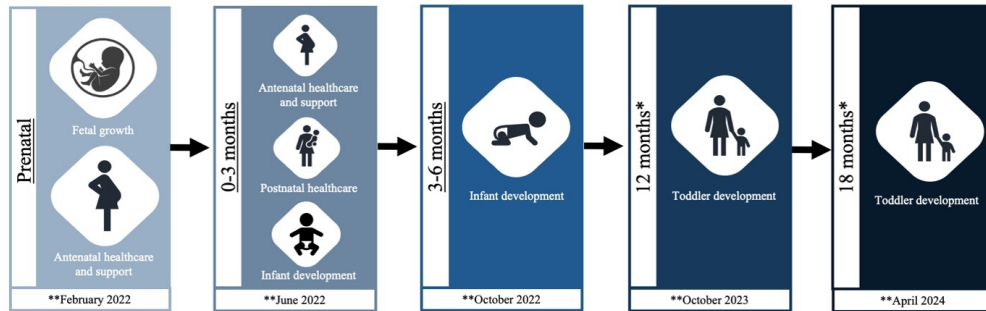 Prenatal
Fetal growth
Antenatal healthcare
and support
**February 2022
0-3 months
Antenatal healthcare
and support
Postnatal healthcare
Infant development
**June 2022
3-6 months
Infant development
**October 2022
12 months*
Toddler development
**October 2023
18 months*
Toddler development
**April 2024